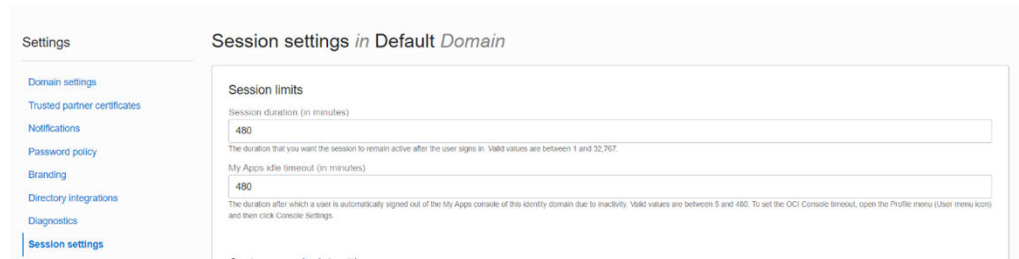 Settings
Session settings in Default Domain
Domain settings
Trusted partner certificates
Notifications
Password policy
Branding
Directory integrations
Diagnostics
Session settings
Session limits
Session duration (in minutes)
480
The duration that you want the session to remain active after the user signs in. Valid values are between 1 and 32,767.
My Apps idle timeout (in minutes)
480
The duration after which a user is automatically signed out of the My Apps console of this identity domain due to inactivity. Valid values are between 5 and 480. To set the OCI Console timeout, open the Profile menu (User menu icon)
and then click Console Settings.